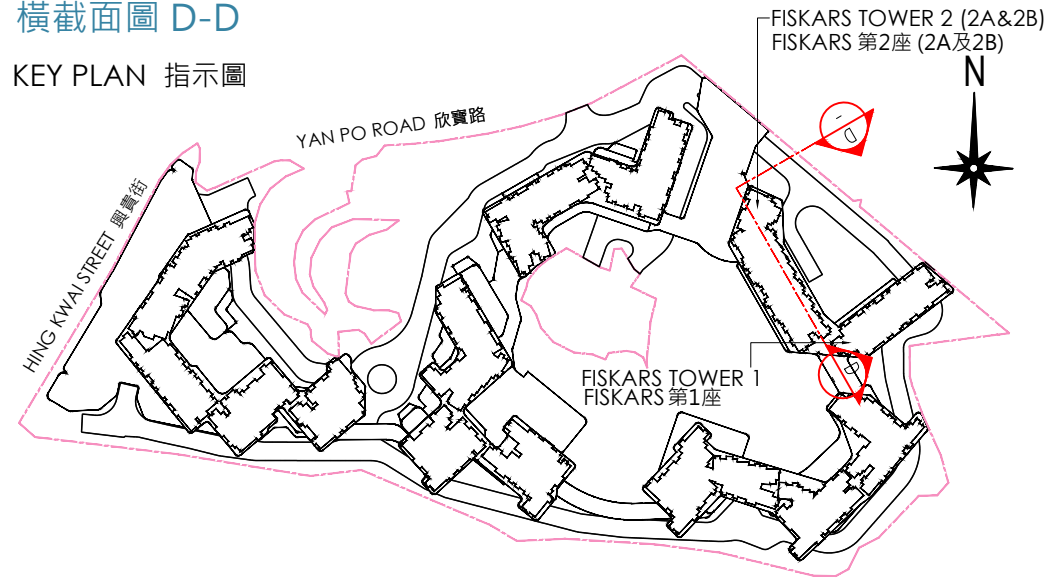 橫截面圖 D-D
KEY PLAN 指示圖
FISKARS TOWER 2 (2A&2B)
FISKARS 第2座 (2A及2B)
N
YAN PO ROAD 欣寶路
D
HING KWAI STREET 興貴街
FISKARS TOWER 1
FISKARS 第1座
D